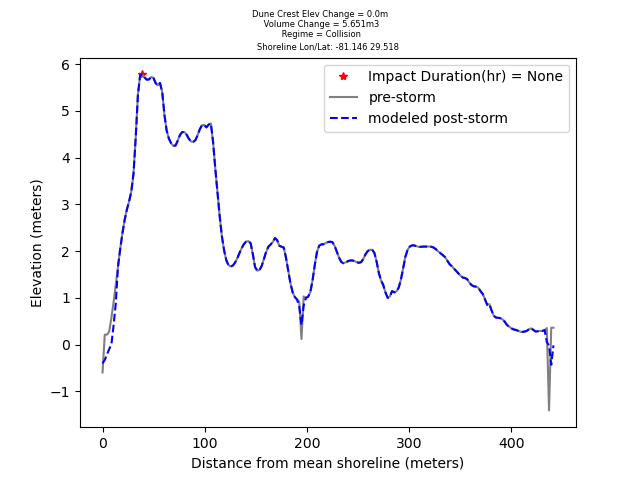 Dune Crest Elev Change = 0.0m
Volume Change = 5.651m3
Regime = Collision
Shoreline Lon/Lat: -81.146 29.518
Impact Duration(hr) = None
pre-storm
modeled post-storm
6
5
4
3
2
1
0
−1
Elevation (meters)
0 100 200 300 400
Distance from mean shoreline (meters)